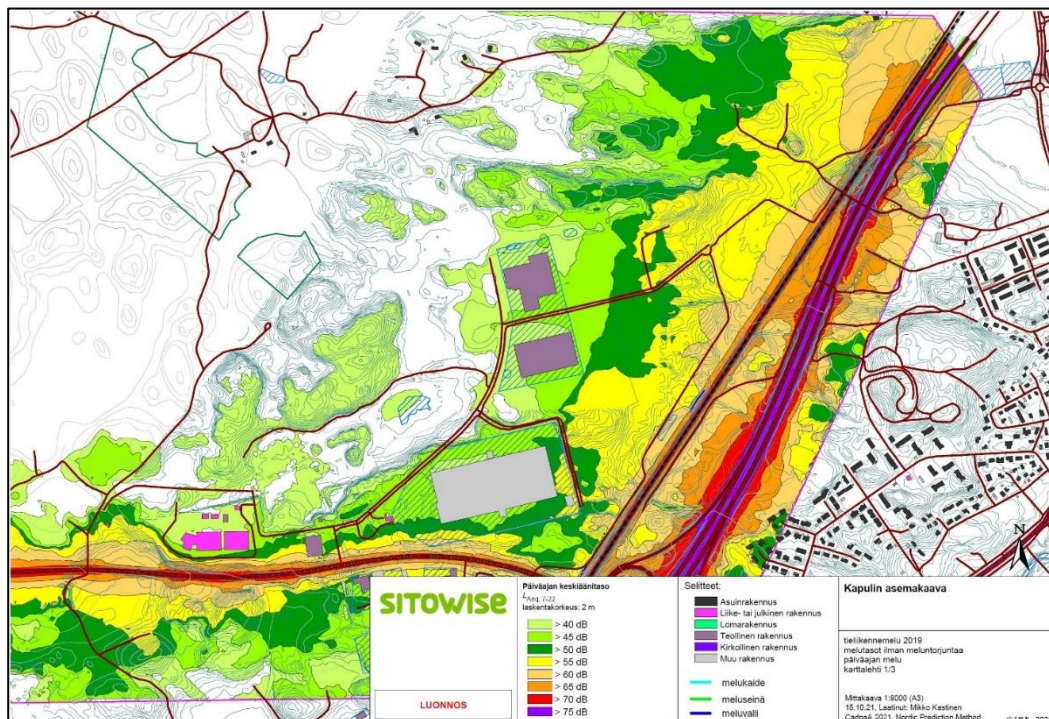 N
SITOWISE
LUONNOS
Päiväajan keskiäänitaso
LAeq, 7-22
laskentakorkeus: 2 m
> 40 dB
> 45 dB
> 50 dB
> 55 dB
> 60 dB
> 65 dB
> 70 dB
> 75 dB
Selitteet:
Asuinrakennus
Liike- tai julkinen rakennus
Lomarakennus
Teollinen rakennus
Kirkollinen rakennus
Muu rakennus
melukaide
meluseinä
meluvalli
Kapulin asemakaava
tieliikennemelu 2019
melutasot ilman meluntorjuntaa
päiväajan melu
karttalehti 1/3
Mittakaava 1:8000 (A3)
15.10.21, Laatinut: Mikko Kastinen
CadnaA 2021, Nordic Prediction Method